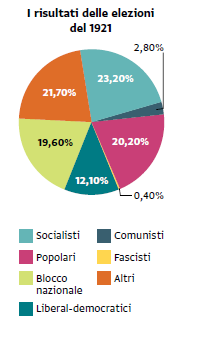 I risultati delle elezioni
del 1921
2,80%
23,20%
21,70%
20,20%
19,60%
12,10%
0,40%
Socialisti
Comunisti
Popolari
Fascisti
Blocco
nazionale
Altri
Liberal-democratici